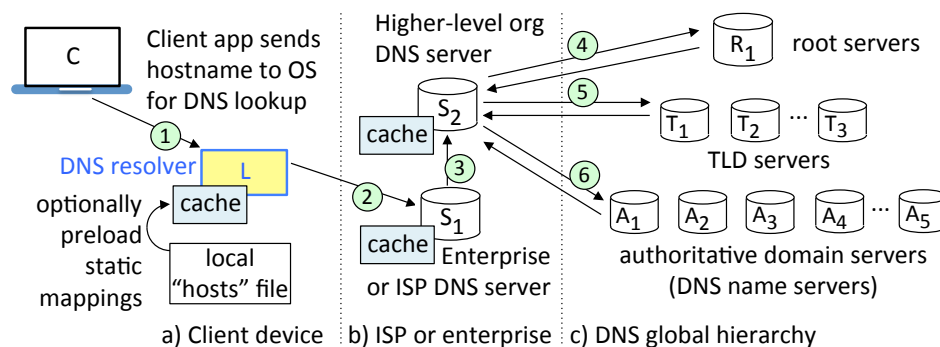 C
Client app sends
hostname to OS
for DNS lookup
1
DNS resolver
L
cache
optionally
preload
static
mappings
local
“hosts” file
a) Client device
2
Higher-level org
DNS server
S2
cache
3
S1
cache
Enterprise
or ISP DNS server
b) ISP or enterprise
4
R1
root servers
5
T1 T2 ... T3
TLD servers
6
A1 A2 A3 A4 ... A5
authoritative domain servers
(DNS name servers)
c) DNS global hierarchy